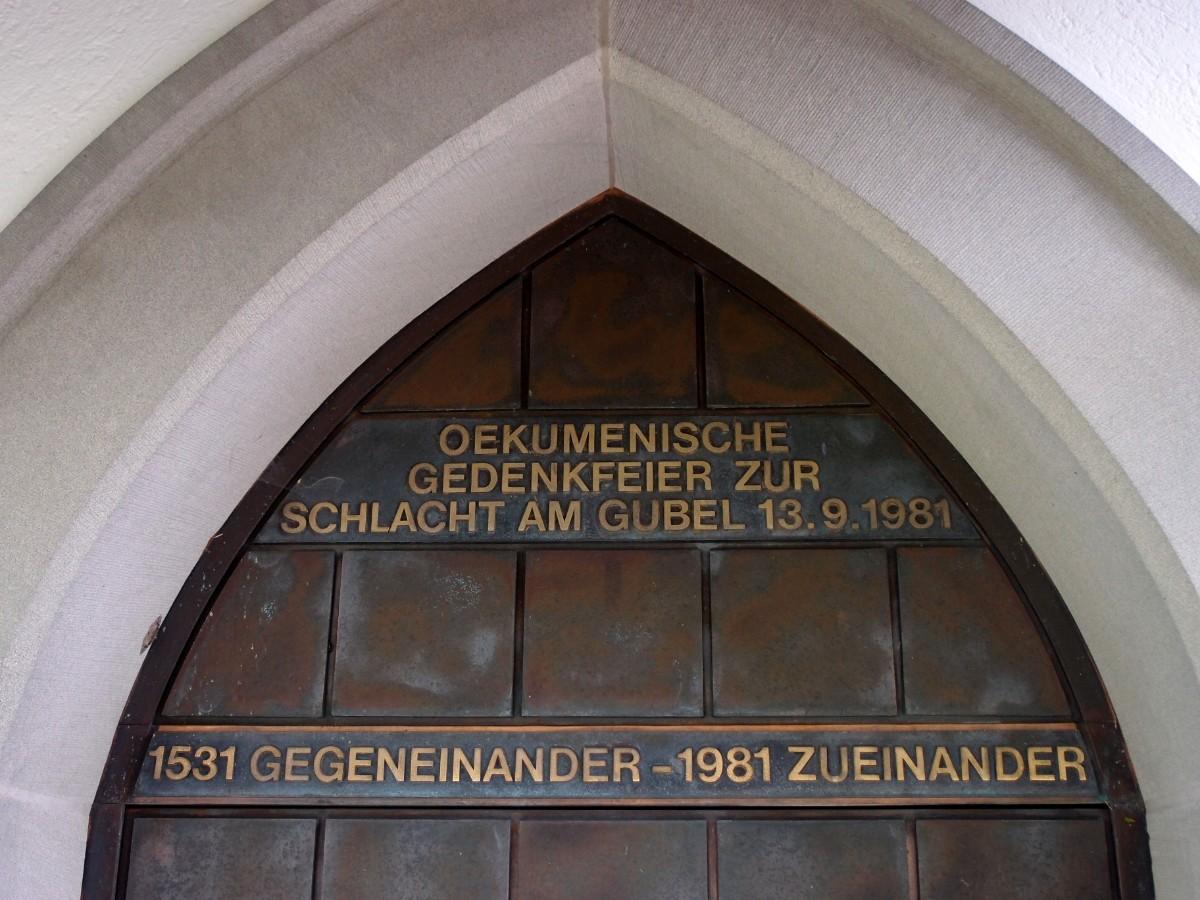 OEKUMENISCHE
GEDENKFEIER ZUR
SCHLACHT AM GUBEL 13.9.1981
1531 GEGENEINANDER – 1981 ZUEINANDER